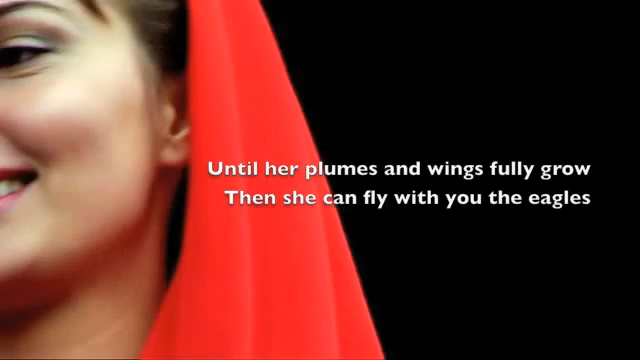 Until her plumes and wings fully grow
Then she can fly with you the eagles